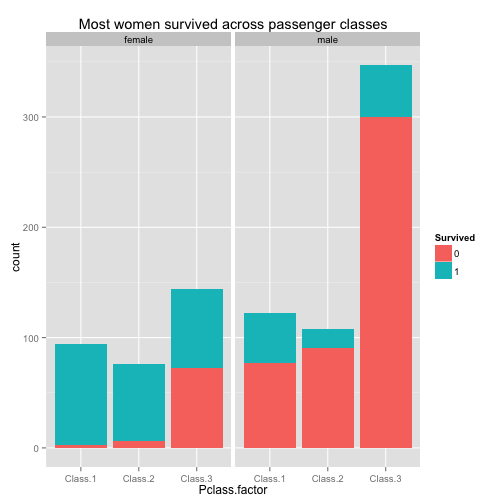 Most women survived across passenger classes
female
male
count
300
200
100
0
Class.1
Class.2
Class.3
Class.1
Class.2
Class.3
Pclass.factor
Survived
0
1